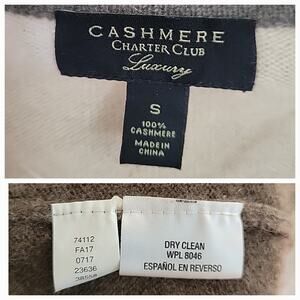 CASHMERE
CHARTER CLUB
Luxury
S
100%
CASHMERE
MADE IN
CHINA
74112
FA17
0717
23636
38558
DRY CLEAN
WPL 8046
ESPAÑOL EN REVERSO